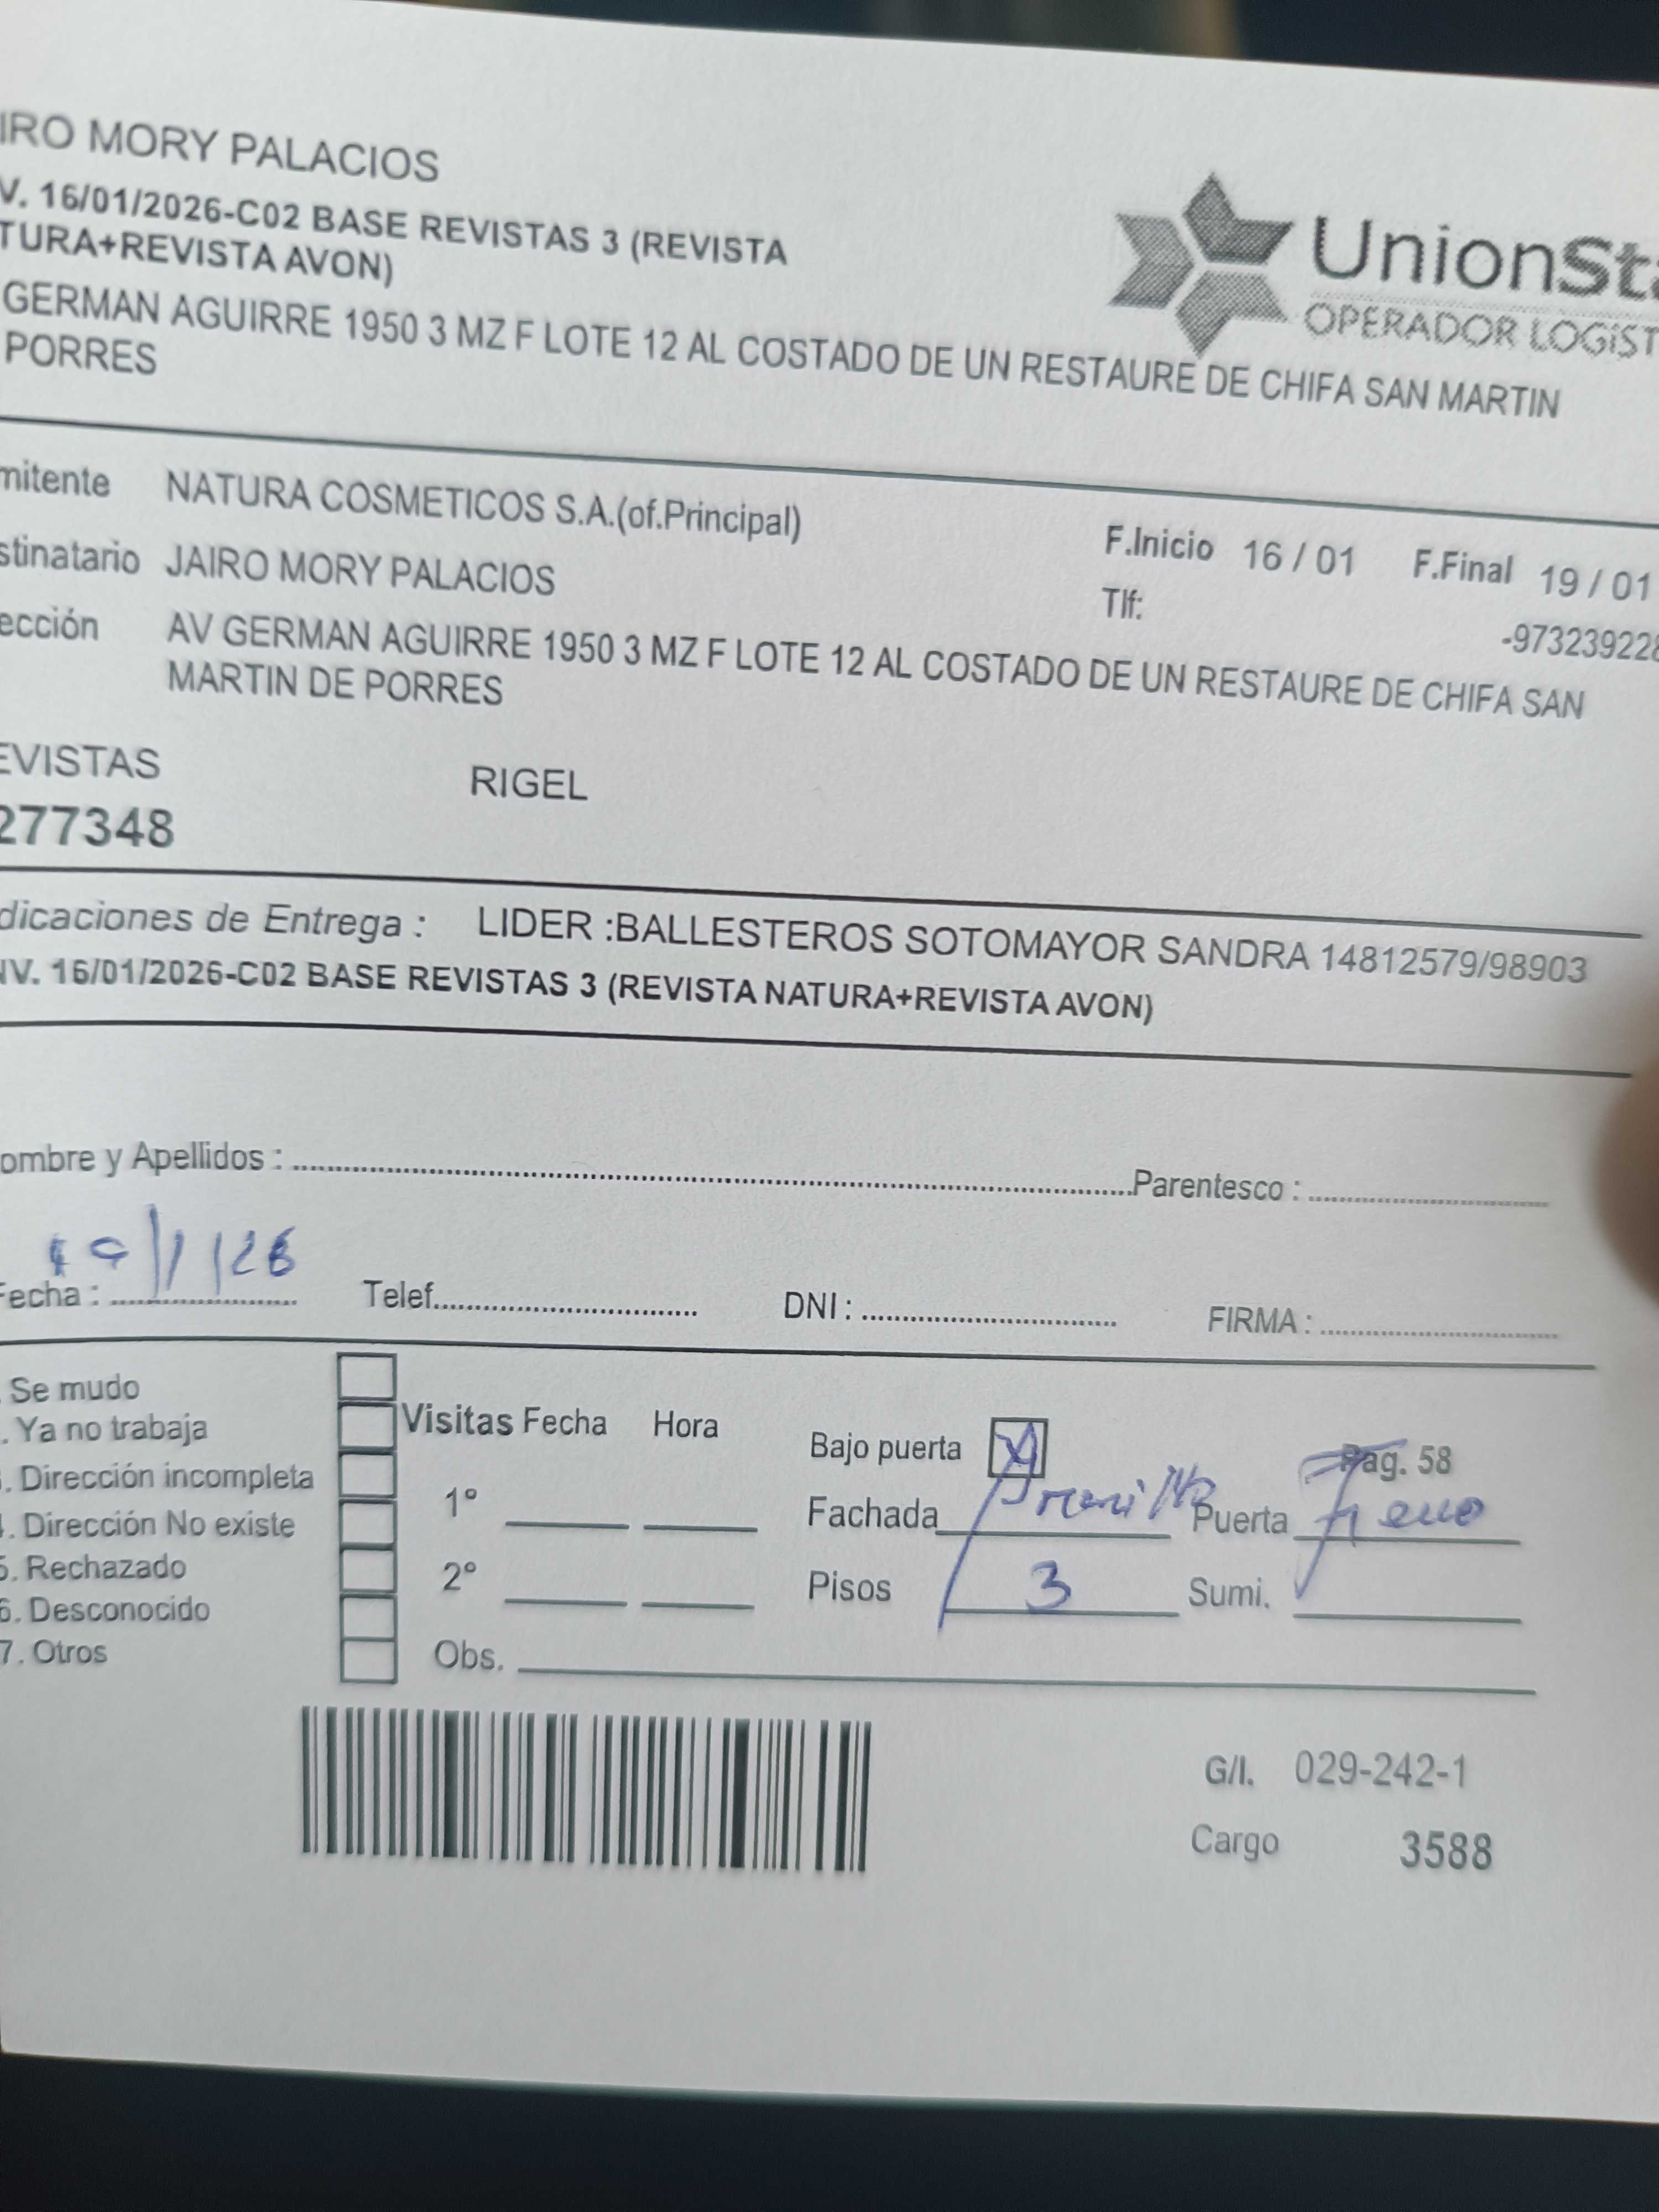 IRO MORY PALACIOS
V. 16/01/2026-C02 BASE REVISTAS 3 (REVISTA
TURA+REVISTA AVON)
GERMAN AGUIRRE 1950 3 MZ F LOTE 12 AL COSTADO DE UN RESTAURE DE CHIFA SAN MARTIN
PORRES
UnionSta
OPERADOR LOGíST
mitente NATURA COSMETICOS S.A.(of.Principal)
F.Inicio 16 / 01 F.Final 19 / 01
stinatario JAIRO MORY PALACIOS
Tlf:
-973239228
ección AV GERMAN AGUIRRE 1950 3 MZ F LOTE 12 AL COSTADO DE UN RESTAURE DE CHIFA SAN
MARTIN DE PORRES
EVISTAS RIGEL
277348
dicaciones de Entrega : LIDER :BALLESTEROS SOTOMAYOR SANDRA 14812579/98903
NV. 16/01/2026-C02 BASE REVISTAS 3 (REVISTA NATURA+REVISTA AVON)
ombre y Apellidos : Parentesco :
Fecha : 19/1/26 Telef. DNI : FIRMA :
. Se mudo
. Ya no trabaja
. Dirección incompleta
. Dirección No existe
5. Rechazado
6. Desconocido
7. Otros
Visitas Fecha Hora
1°
2°
Obs.
Bajo puerta X Pag. 58
Fachada Puerta
Pisos 3 Sumi.
G/I. 029-242-1
Cargo 3588